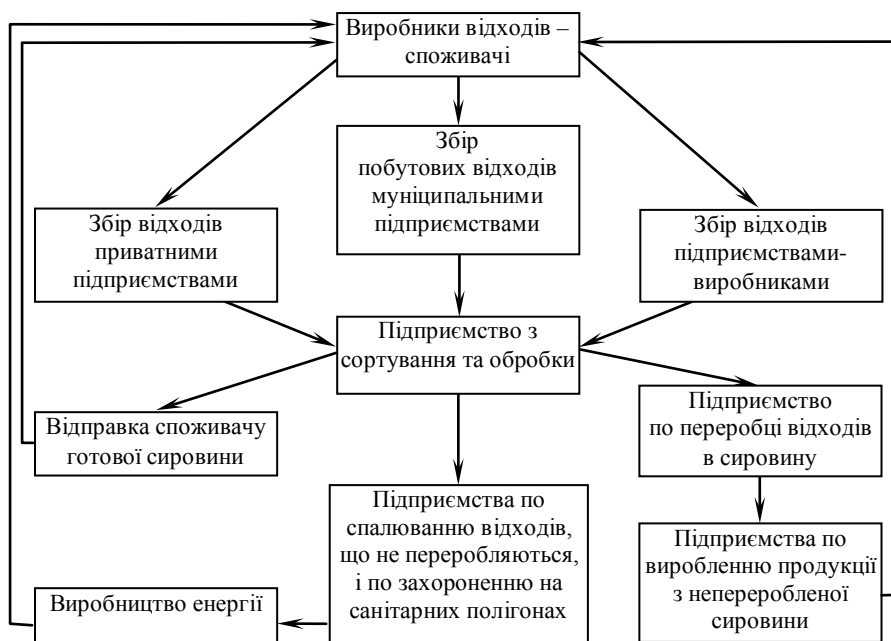 Виробники відходів –
споживачі
Збір
побутових відходів
муніципальними
підприємствами
Збір відходів
приватними
підприємствами
Збір відходів
підприємствами-
виробниками
Підприємство з
сортування та обробки
Відправка споживачу
готової сировини
Підприємство
по переробці відходів
в сировину
Підприємства по
спалюванню відходів,
що не переробляються,
і по захороненню на
санітарних полігонах
Підприємства по
виробленню продукції
з непереробленої
сировини
Виробництво енергії